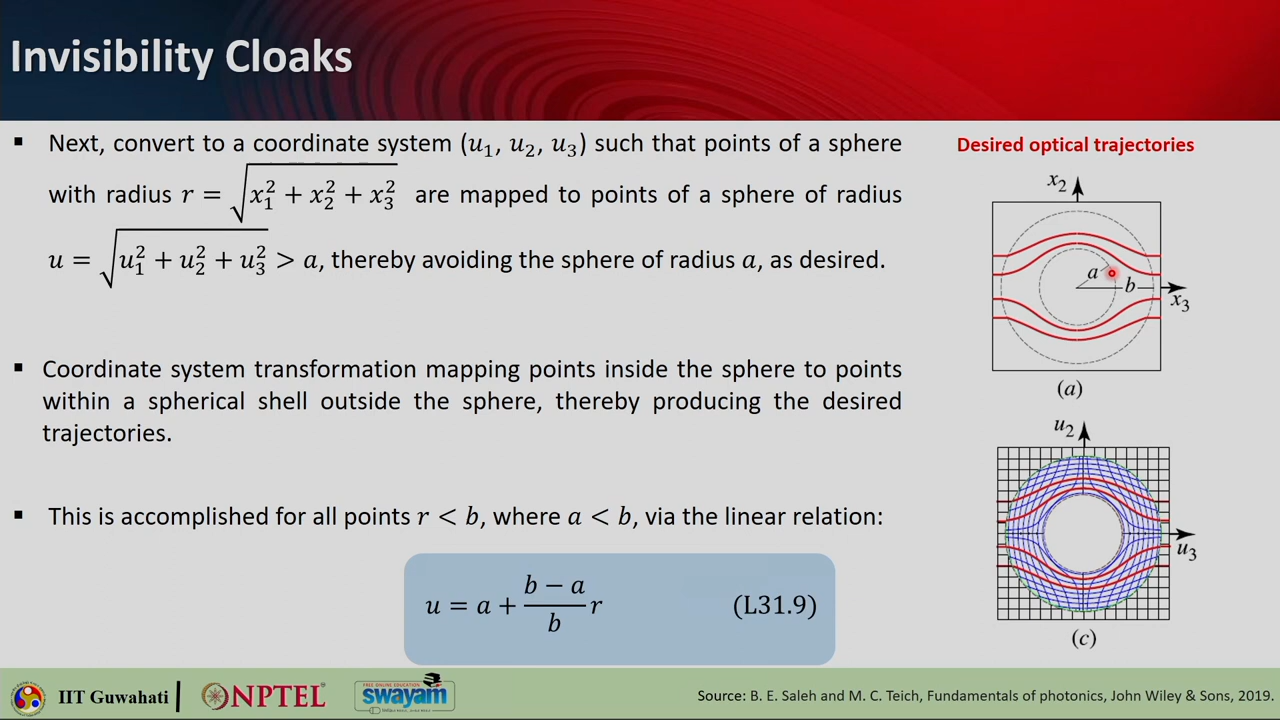 Invisibility Cloaks
▪ Next, convert to a coordinate system (u₁, u₂, u₃) such that points of a sphere
with radius r = √(x₁² + x₂² + x₃²) are mapped to points of a sphere of radius
u = √(u₁² + u₂² + u₃²) > a, thereby avoiding the sphere of radius a, as desired.
▪ Coordinate system transformation mapping points inside the sphere to points
within a spherical shell outside the sphere, thereby producing the desired
trajectories.
▪ This is accomplished for all points r < b, where a < b, via the linear relation:
u = a + (b − a)/b r (L31.9)
Desired optical trajectories
x₂
a
b
x₃
(a)
u₂
u₃
(c)
IIT Guwahati
NPTEL
FREE ONLINE EDUCATION
swayam
Source: B. E. Saleh and M. C. Teich, Fundamentals of photonics, John Wiley & Sons, 2019.